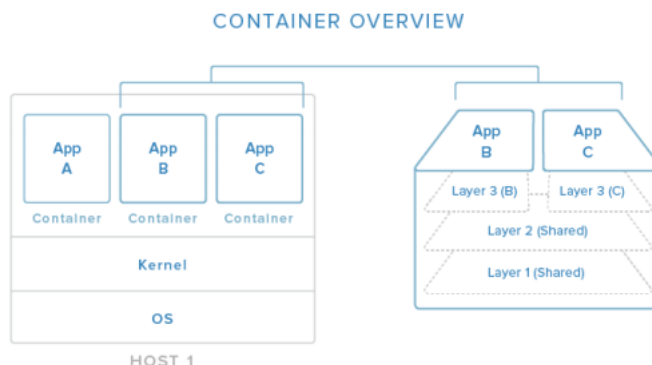 CONTAINER OVERVIEW
App
A
App
B
App
C
Container
Container
Container
Kernel
OS
HOST 1
App
B
App
C
Layer 3 (B)
Layer 3 (C)
Layer 2 (Shared)
Layer 1 (Shared)